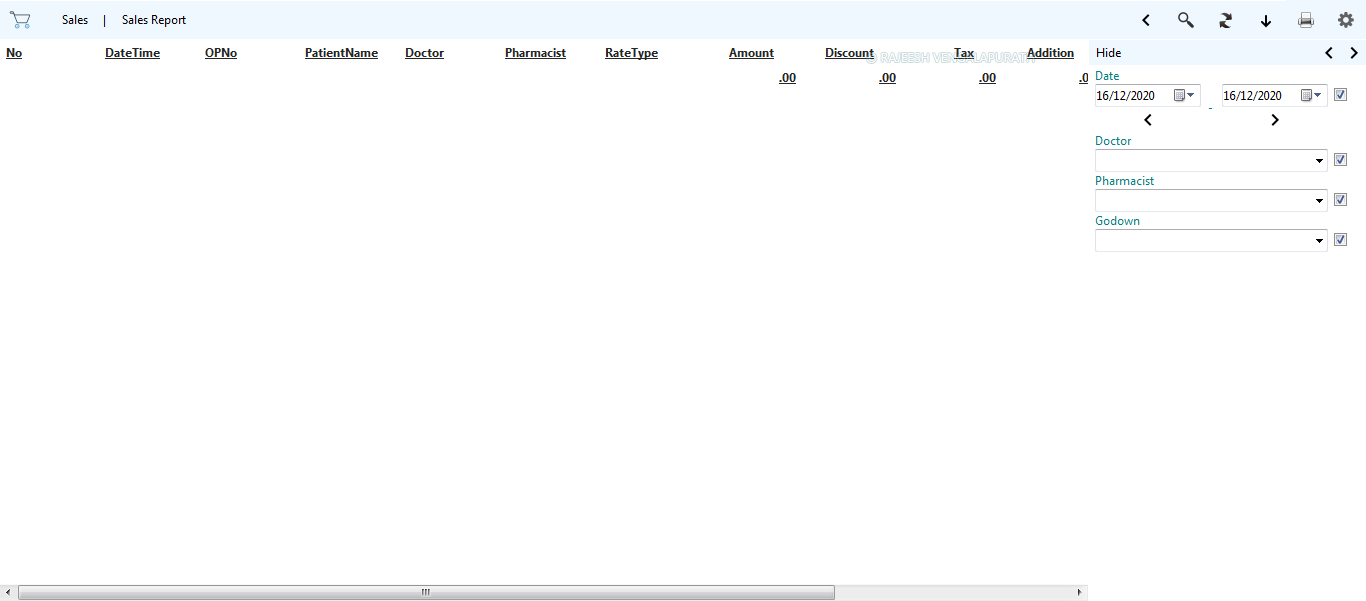 Sales | Sales Report
No DateTime OPNo PatientName Doctor Pharmacist RateType Amount Discount Tax Addition
© RAJEESH VENGALAPURATH
.00 .00 .00 .0
Hide
Date
16/12/2020 - 16/12/2020
Doctor
Pharmacist
Godown